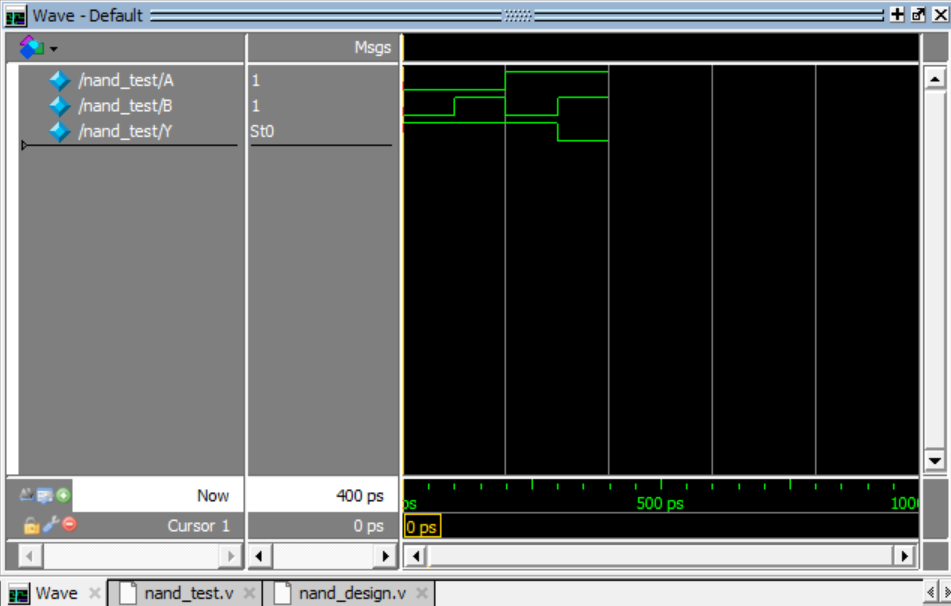 Wave - Default
Msgs
/nand_test/A 1
/nand_test/B 1
/nand_test/Y St0
Now 400 ps
ps 500 ps 100
Cursor 1 0 ps 0 ps
Wave nand_test.v nand_design.v